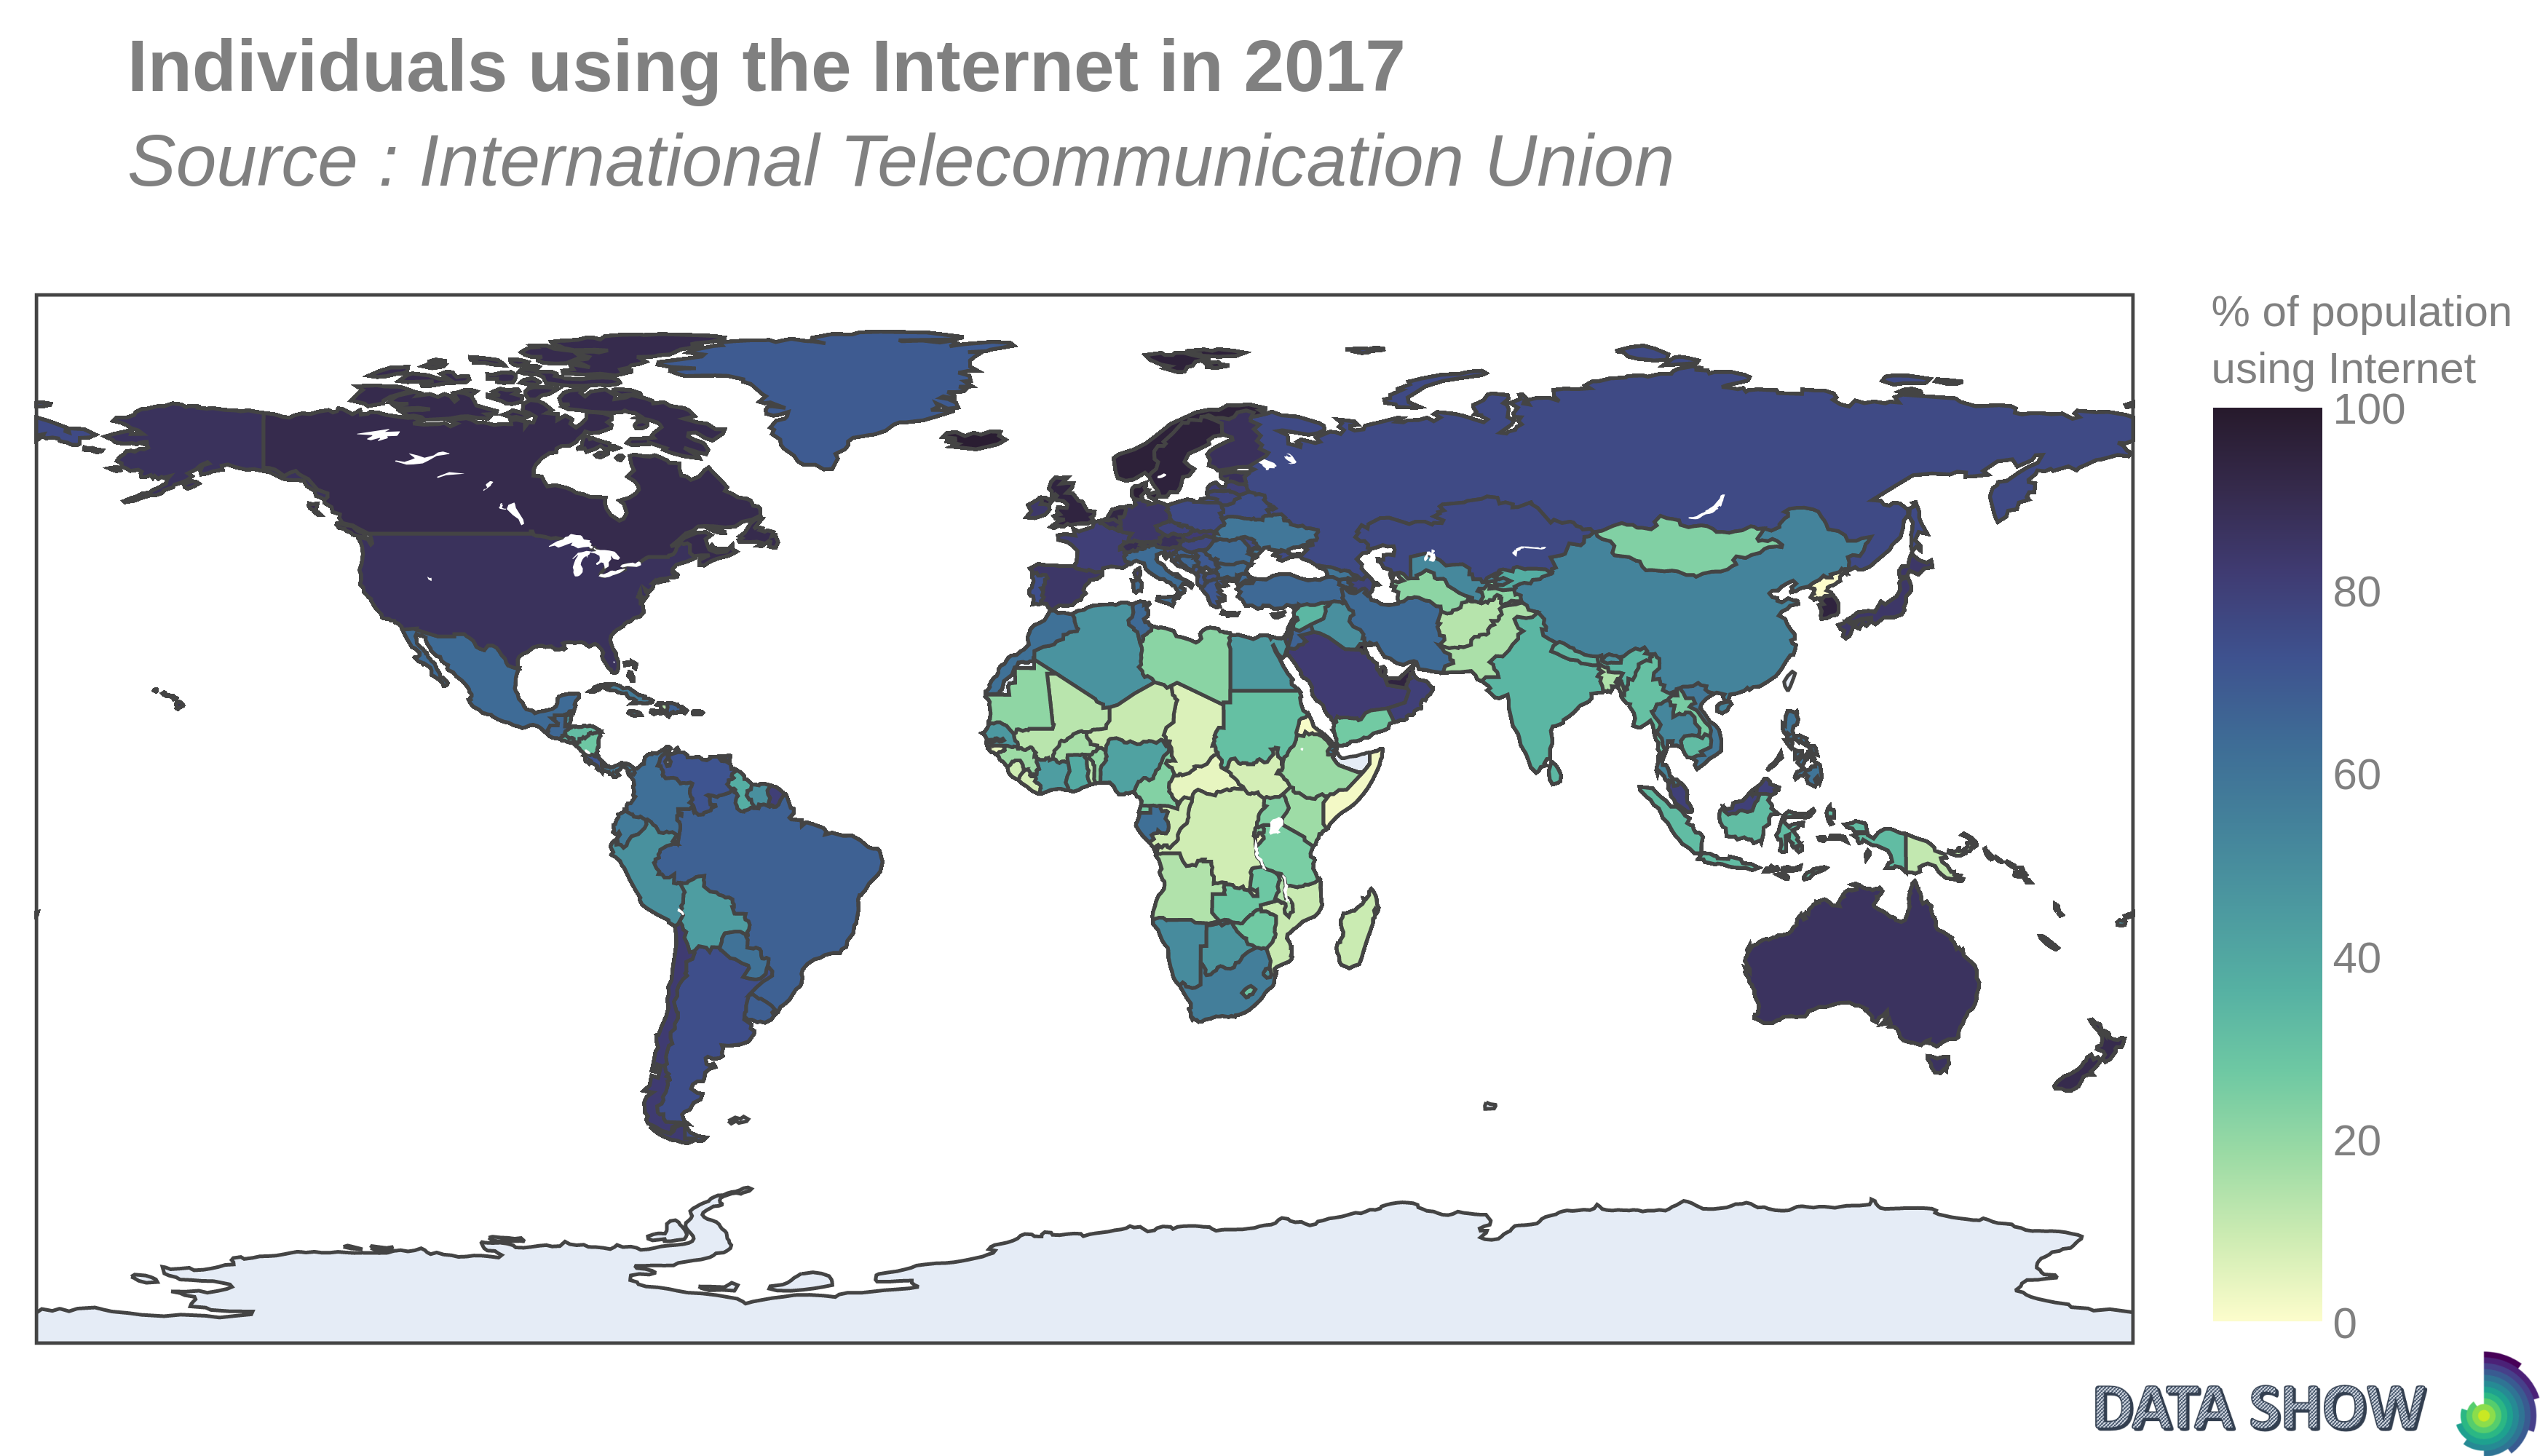 Individuals using the Internet in 2017
Source : International Telecommunication Union
% of population
using Internet
100
80
60
40
20
0
DATA SHOW